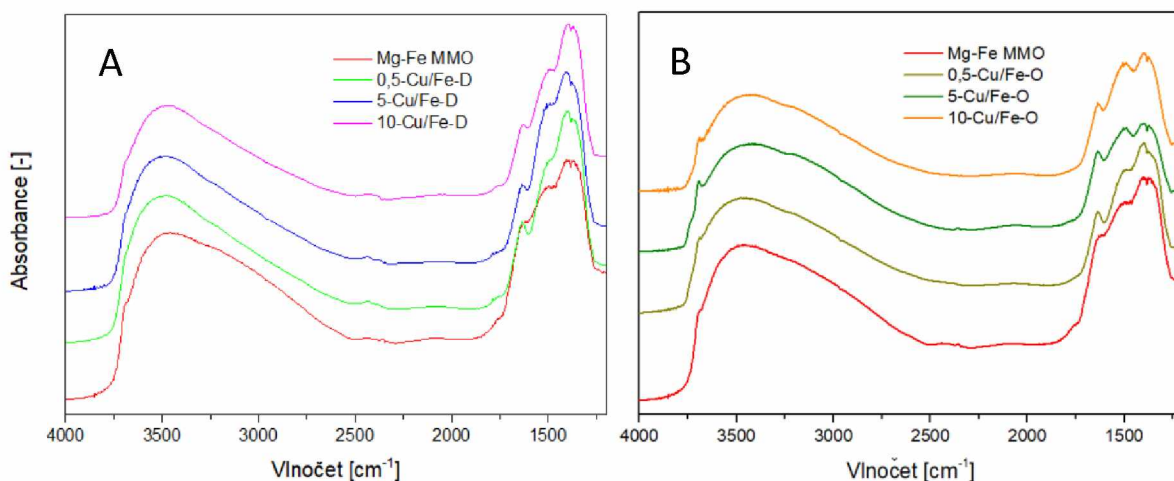 A
Mg-Fe MMO
0,5-Cu/Fe-D
5-Cu/Fe-D
10-Cu/Fe-D
Absorbance [-]
4000 3500 3000 2500 2000 1500
Vlnočet [cm-1]
B
Mg-Fe MMO
0,5-Cu/Fe-O
5-Cu/Fe-O
10-Cu/Fe-O
4000 3500 3000 2500 2000 1500
Vlnočet [cm-1]